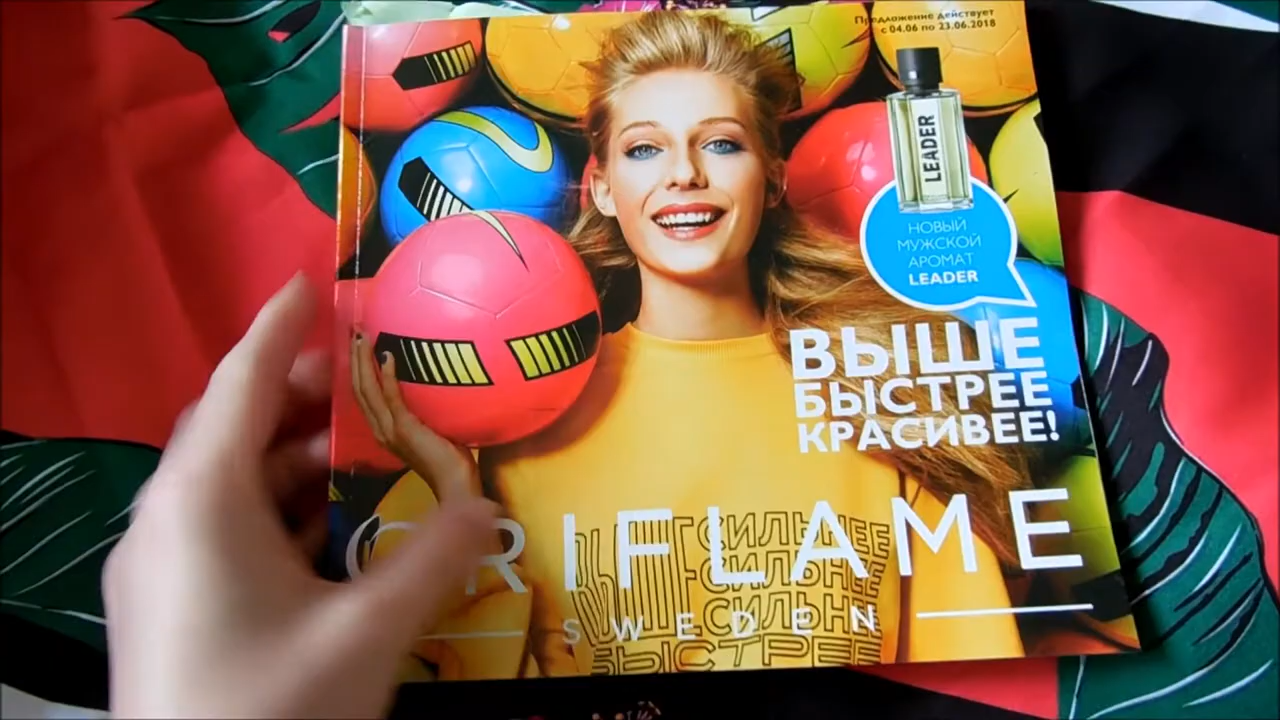 Предложение действует
с 04.06 по 23.06.2018
LEADER
НОВЫЙ
МУЖСКОЙ
АРОМАТ
LEADER
ВЫШЕ
БЫСТРЕЕ
КРАСИВЕЕ!
ORIFLAME
SWEDEN
СИЛЬНЕЕ
СИЛЬНЕЕ
СИЛЬНЕЕ
БЫСТРЕЕ